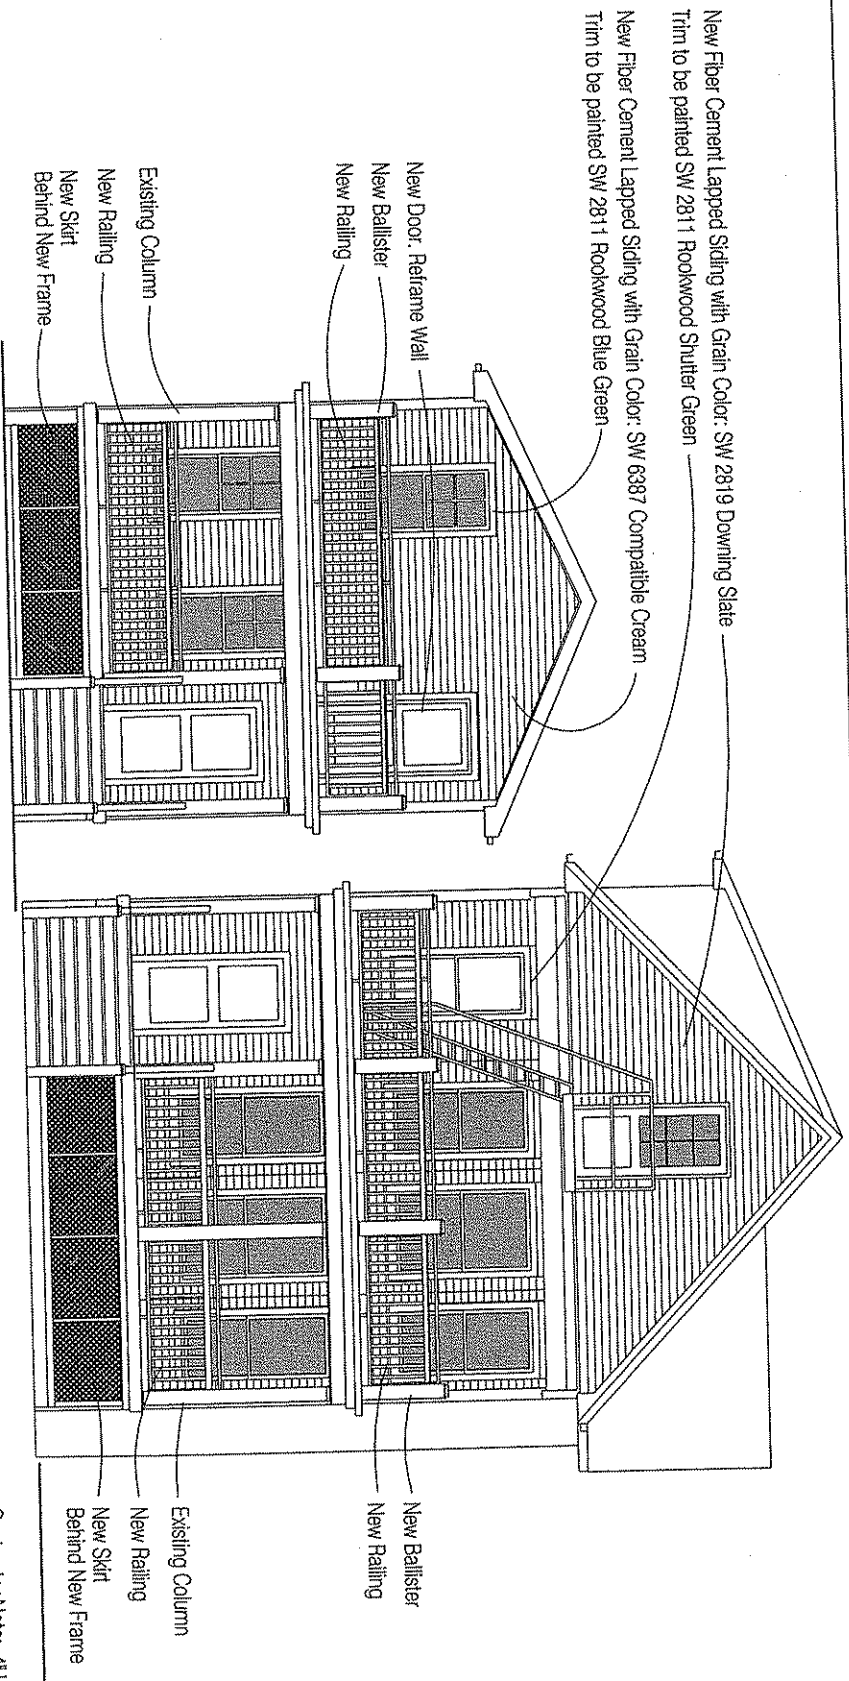 New Fiber Cement Lapped Siding with Grain Color: SW 2819 Downing Slate
Trim to be painted SW 2811 Rookwood Shutter Green
New Fiber Cement Lapped Siding with Grain Color: SW 6387 Compatible Cream
Trim to be painted SW 2811 Rookwood Blue Green
New Door. Reframe Wall
New Ballister
New Railing
Existing Column
New Railing
New Skirt
Behind New Frame
New Ballister
New Railing
Existing Column
New Railing
New Skirt
Behind New Frame